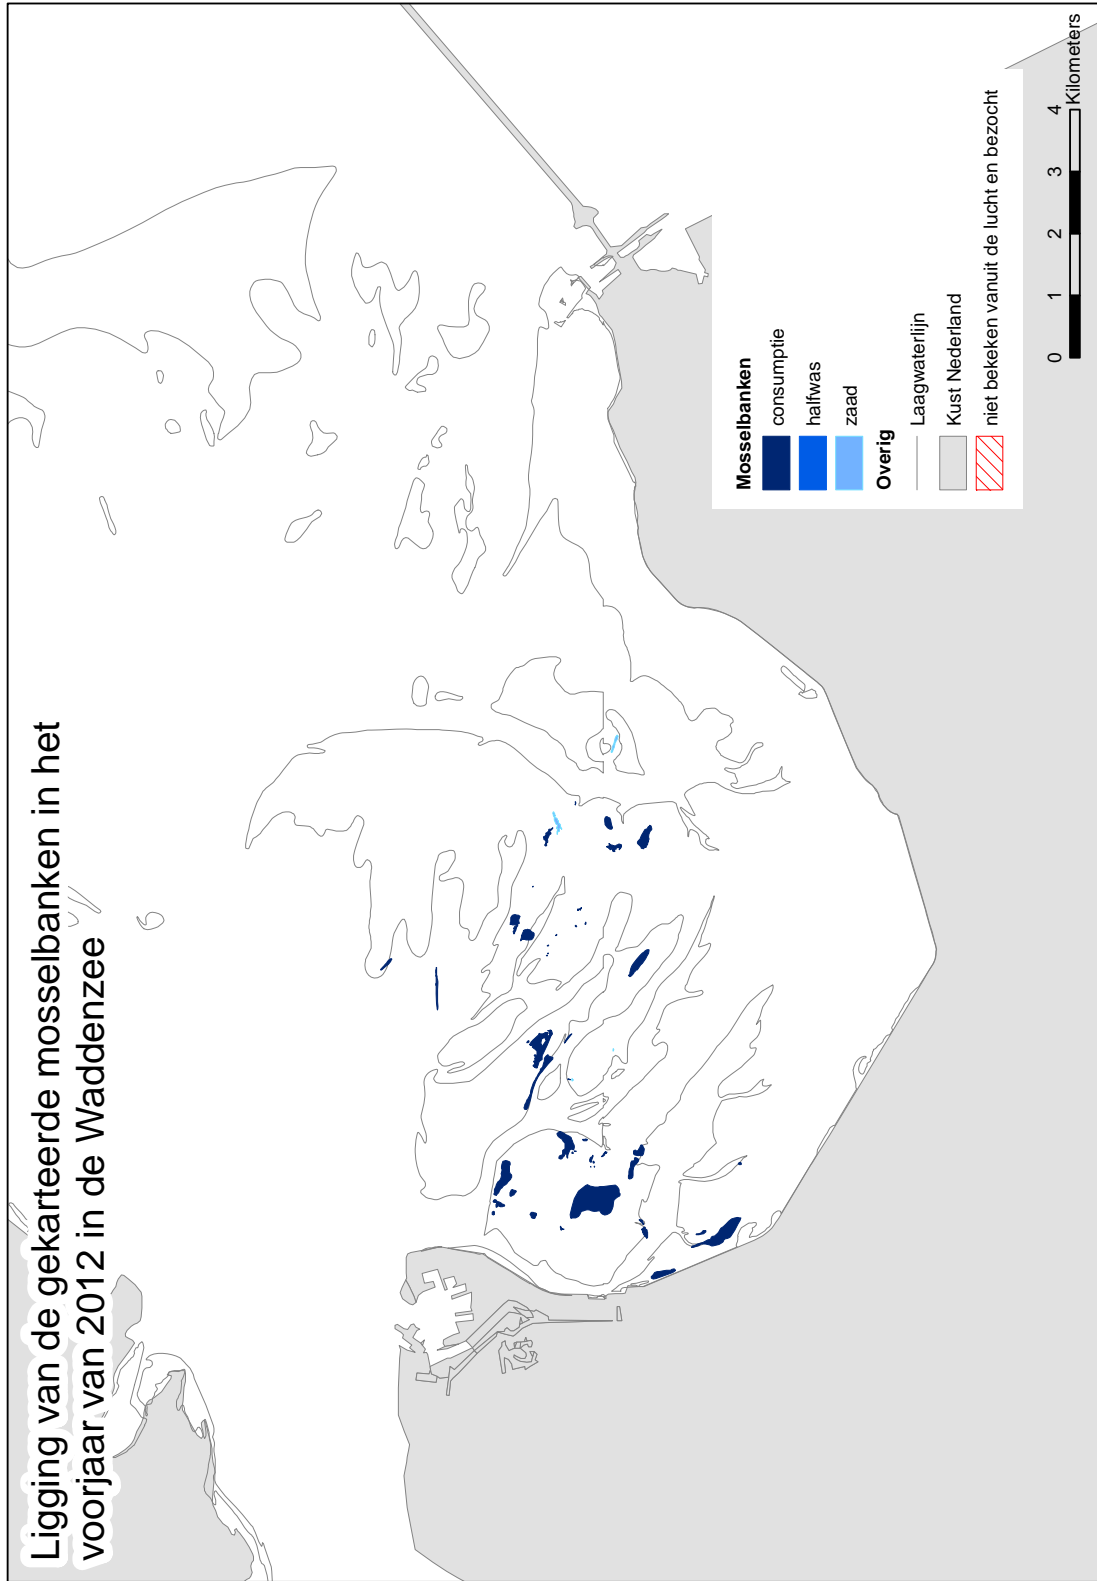 Ligging van de gekarteerde mosselbanken in het
voorjaar van 2012 in de Waddenzee
Mosselbanken
consumptie
halfwas
zaad
Overig
Laagwaterlijn
Kust Nederland
niet bekeken vanuit de lucht en bezocht
0 1 2 3 4
Kilometers